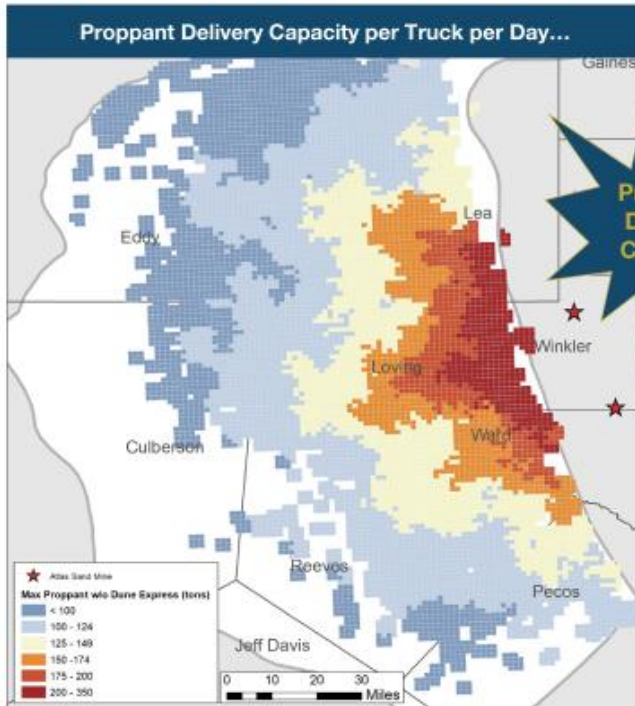 Proppant Delivery Capacity per Truck per Day…
Gaines
Lea
Eddy
Winkler
Loving
Ward
Culberson
Reeves
Pecos
Jeff Davis
Atlas Sand Mine
Max Proppant w/o Dune Express (tons)
< 100
100 - 124
125 - 149
150 -174
175 - 200
200 - 350
0 5 10 20 30
Miles